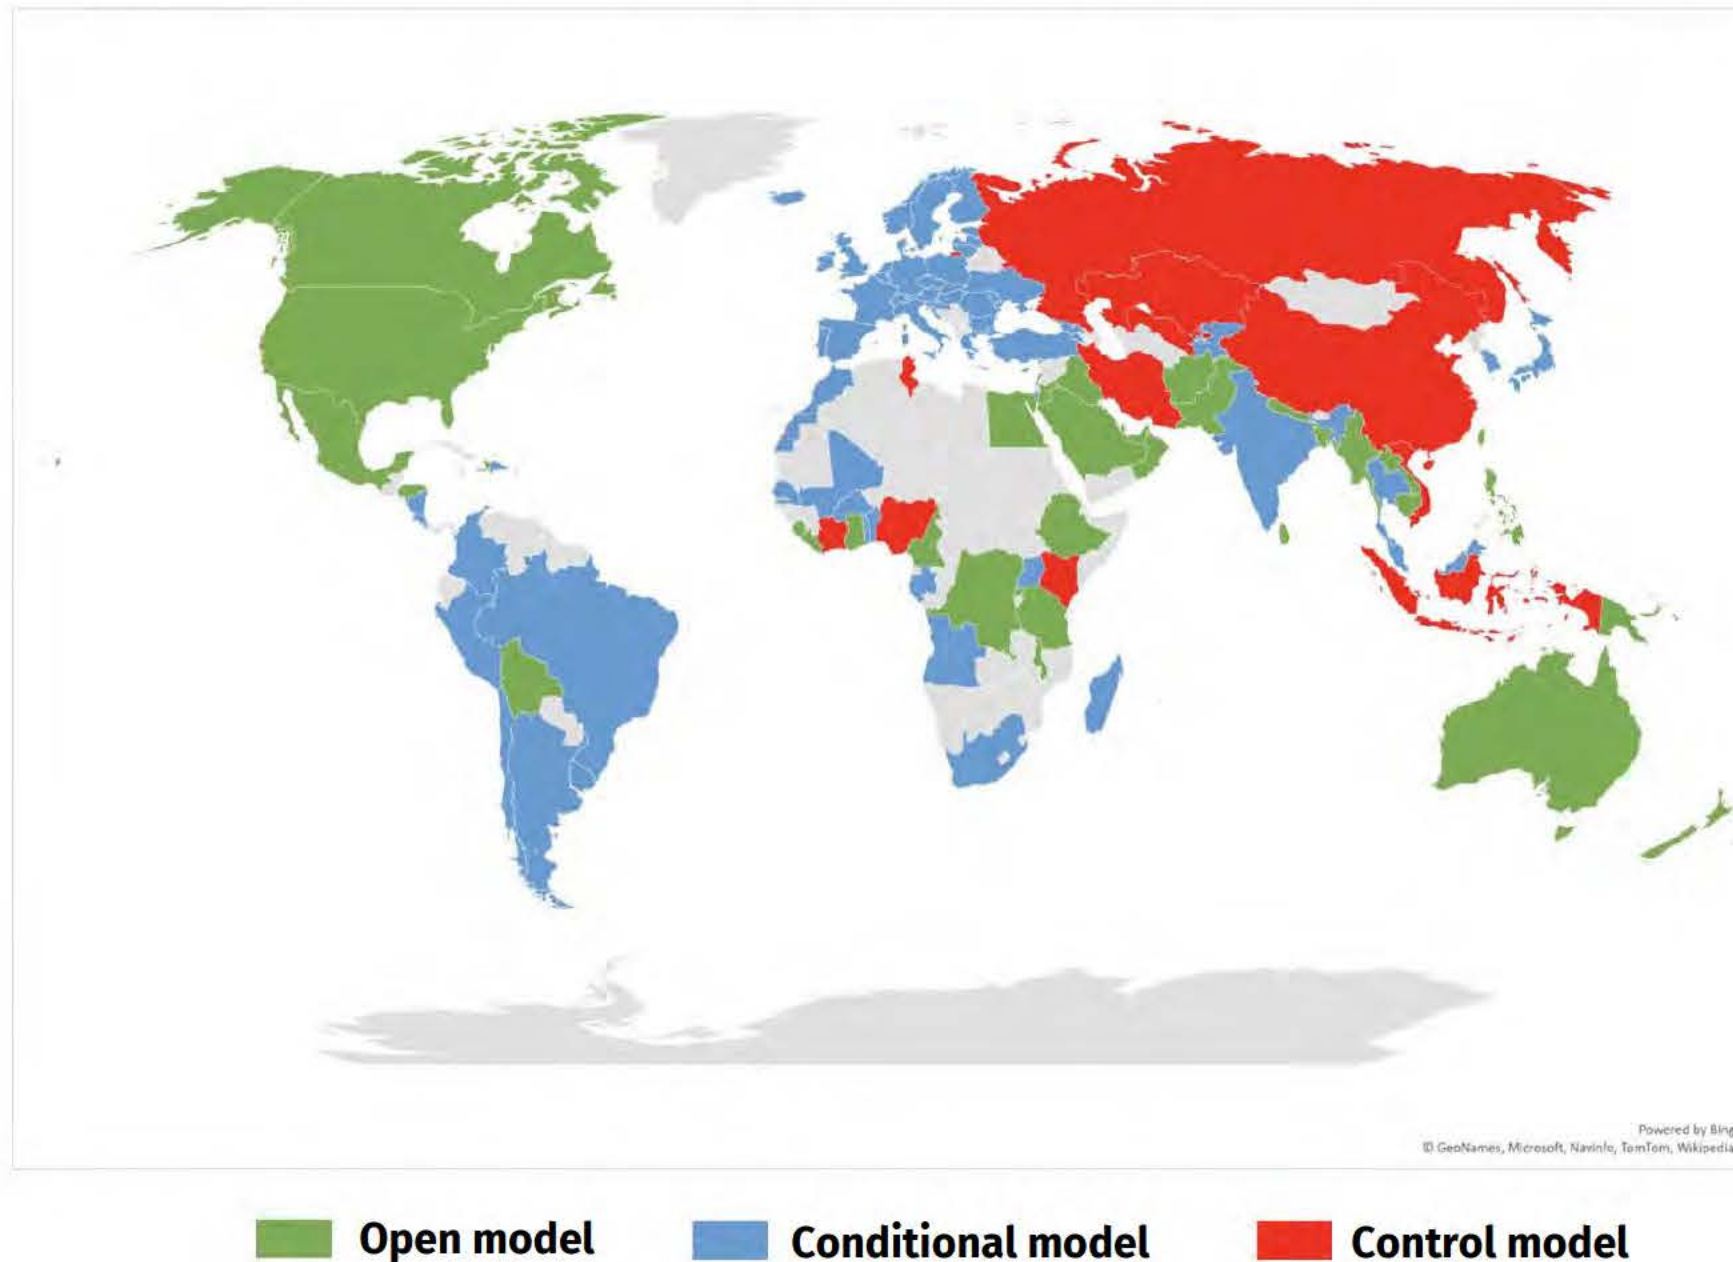 Powered by Bing
© GeoNames, Microsoft, Navinfo, TomTom, Wikipedia
Open model
Conditional model
Control model